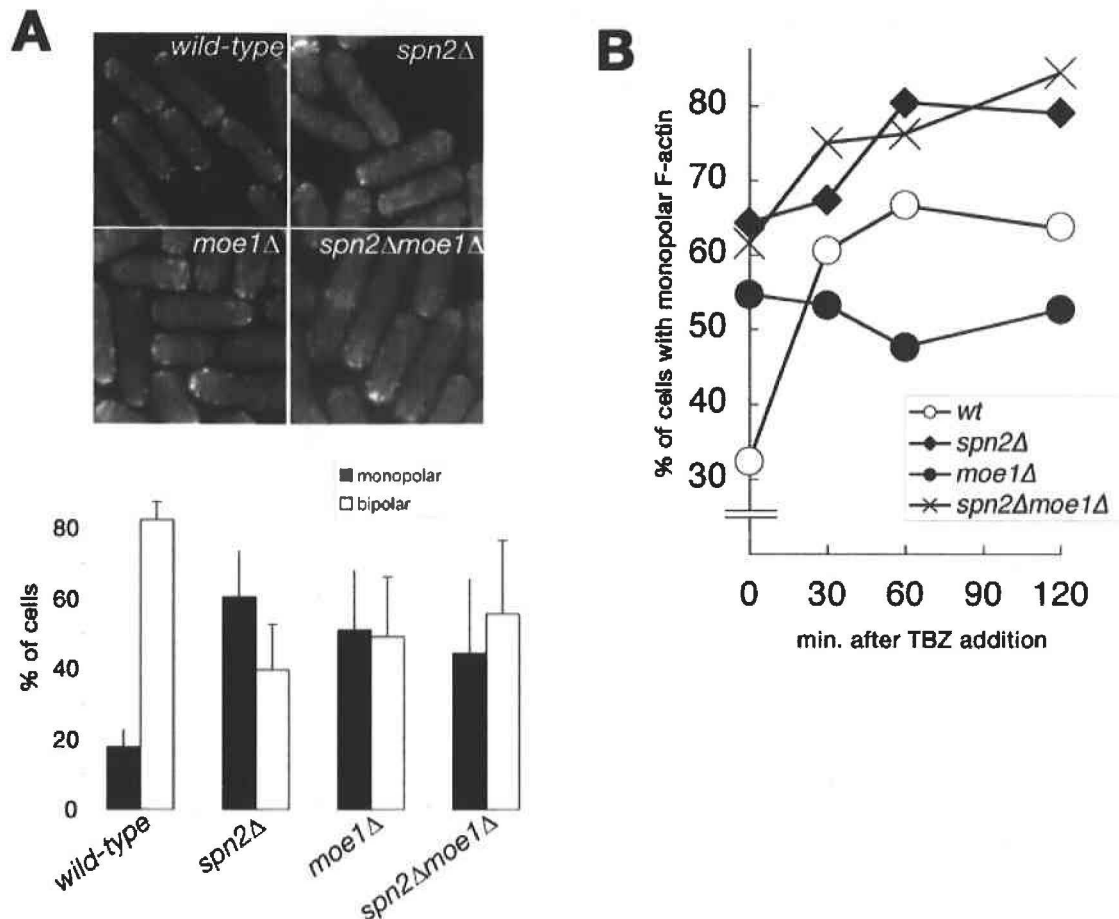 A
wild-type
spn2Δ
moe1Δ
spn2Δmoe1Δ
monopolar
bipolar
% of cells
80
60
40
20
0
wild-type
spn2Δ
moe1Δ
spn2Δmoe1Δ
B
% of cells with monopolar F-actin
80
70
60
50
40
30
wt
spn2Δ
moe1Δ
spn2Δmoe1Δ
0 30 60 90 120
min. after TBZ addition